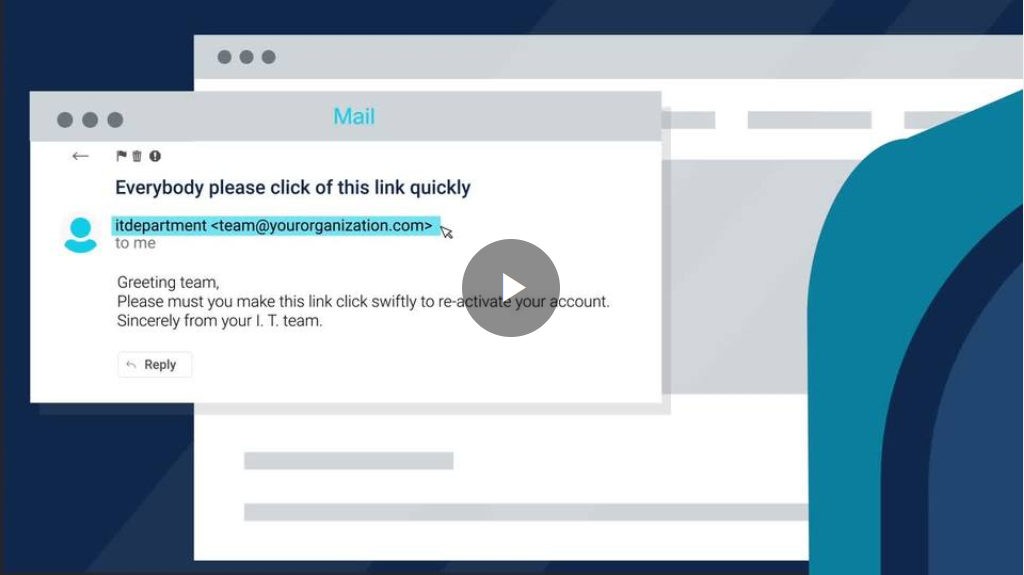 Mail
Everybody please click of this link quickly
itdepartment <team@yourorganization.com>
to me
Greeting team,
Please must you make this link click swiftly to re-activate your account.
Sincerely from your I. T. team.
Reply